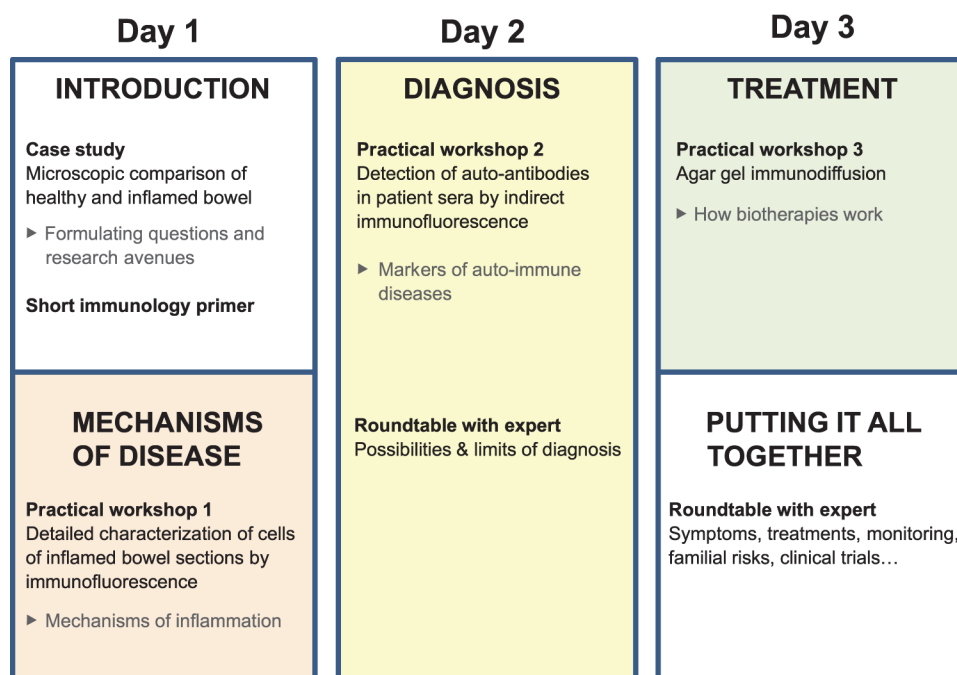 Day 1
INTRODUCTION
Case study
Microscopic comparison of
healthy and inflamed bowel
▶ Formulating questions and
research avenues
Short immunology primer
MECHANISMS
OF DISEASE
Practical workshop 1
Detailed characterization of cells
of inflamed bowel sections by
immunofluorescence
▶ Mechanisms of inflammation
Day 2
DIAGNOSIS
Practical workshop 2
Detection of auto-antibodies
in patient sera by indirect
immunofluorescence
▶ Markers of auto-immune
diseases
Roundtable with expert
Possibilities & limits of diagnosis
Day 3
TREATMENT
Practical workshop 3
Agar gel immunodiffusion
▶ How biotherapies work
PUTTING IT ALL
TOGETHER
Roundtable with expert
Symptoms, treatments, monitoring,
familial risks, clinical trials…